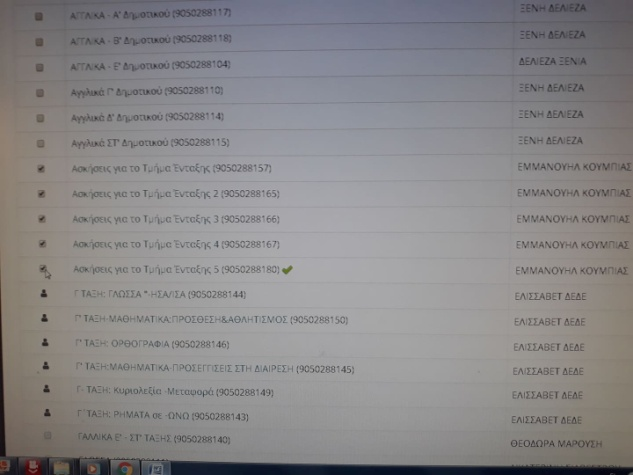 ΑΓΓΛΙΚΑ - Α' Δημοτικού (9050288117) ΞΕΝΗ ΔΕΛΙΕΖΑ
ΑΓΓΛΙΚΑ - Β' Δημοτικού (9050288118) ΞΕΝΗ ΔΕΛΙΕΖΑ
ΑΓΓΛΙΚΑ - Ε' Δημοτικού (9050288104) ΔΕΛΙΕΖΑ ΞΕΝΙΑ
Αγγλικά Γ' Δημοτικού (9050288110) ΞΕΝΗ ΔΕΛΙΕΖΑ
Αγγλικά Δ' Δημοτικού (9050288114) ΞΕΝΗ ΔΕΛΙΕΖΑ
Αγγλικά ΣΤ' Δημοτικού (9050288115) ΞΕΝΗ ΔΕΛΙΕΖΑ
Ασκήσεις για το Τμήμα Ένταξης (9050288157) ΕΜΜΑΝΟΥΗΛ ΚΟΥΜΠΙΑΣ
Ασκήσεις για το Τμήμα Ένταξης 2 (9050288165) ΕΜΜΑΝΟΥΗΛ ΚΟΥΜΠΙΑΣ
Ασκήσεις για το Τμήμα Ένταξης 3 (9050288166) ΕΜΜΑΝΟΥΗΛ ΚΟΥΜΠΙΑΣ
Ασκήσεις για το Τμήμα Ένταξης 4 (9050288167) ΕΜΜΑΝΟΥΗΛ ΚΟΥΜΠΙΑΣ
Ασκήσεις για το Τμήμα Ένταξης 5 (9050288180) ΕΜΜΑΝΟΥΗΛ ΚΟΥΜΠΙΑΣ
Γ ΤΑΞΗ: ΓΛΩΣΣΑ "-ΗΣΑ/ΙΣΑ (9050288144) ΕΛΙΣΣΑΒΕΤ ΔΕΔΕ
Γ' ΤΑΞΗ-ΜΑΘΗΜΑΤΙΚΑ:ΠΡΟΣΘΕΣΗ&ΑΘΛΗΤΙΣΜΟΣ (9050288150) ΕΛΙΣΣΑΒΕΤ ΔΕΔΕ
Γ' ΤΑΞΗ: ΟΡΘΟΓΡΑΦΙΑ (9050288146) ΕΛΙΣΣΑΒΕΤ ΔΕΔΕ
Γ' ΤΑΞΗ:ΜΑΘΗΜΑΤΙΚΑ-ΠΡΟΣΕΓΓΙΣΕΙΣ ΣΤΗ ΔΙΑΙΡΕΣΗ (9050288145) ΕΛΙΣΣΑΒΕΤ ΔΕΔΕ
Γ- ΤΑΞΗ: Κυριολεξία -Μεταφορά (9050288149) ΕΛΙΣΣΑΒΕΤ ΔΕΔΕ
Γ΄ ΤΑΞΗ: ΡΗΜΑΤΑ σε -ΩΝΩ (9050288143) ΕΛΙΣΣΑΒΕΤ ΔΕΔΕ
ΓΑΛΛΙΚΑ Ε' - ΣΤ' ΤΑΞΗΣ (9050288140) ΘΕΟΔΩΡΑ ΜΑΡΟΥΣΗ